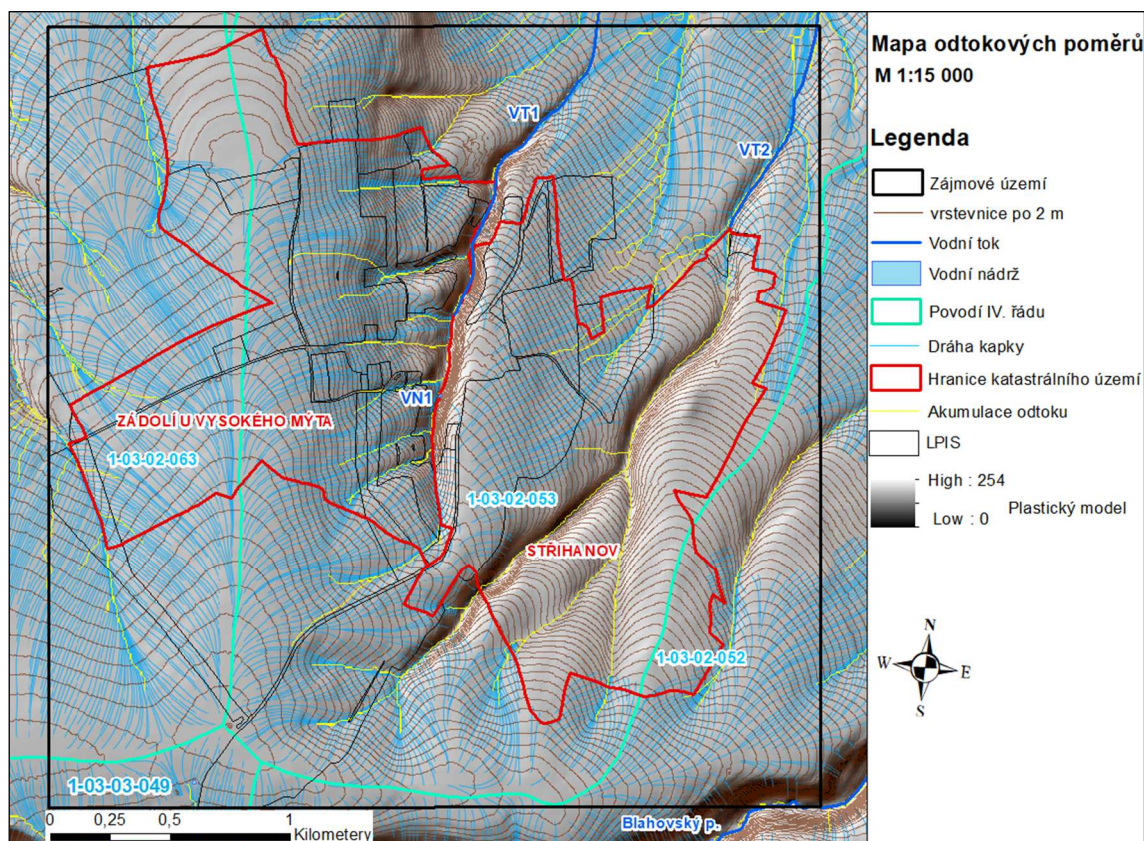 VT1
VT2
VN1
ZÁDOLÍ U VYSOKÉHO MÝTA
1-03-02-063
1-03-02-053
STŘIHANOV
1-03-02-052
1-03-03-049
Blahovský p.
0 0,25 0,5 1
Kilometery
Mapa odtokových poměrů
M 1:15 000
Legenda
Zájmové území
vrstevnice po 2 m
Vodní tok
Vodní nádrž
Povodí IV. řádu
Dráha kapky
Hranice katastrálního území
Akumulace odtoku
LPIS
High : 254
Plastický model
Low : 0
N
W E
S